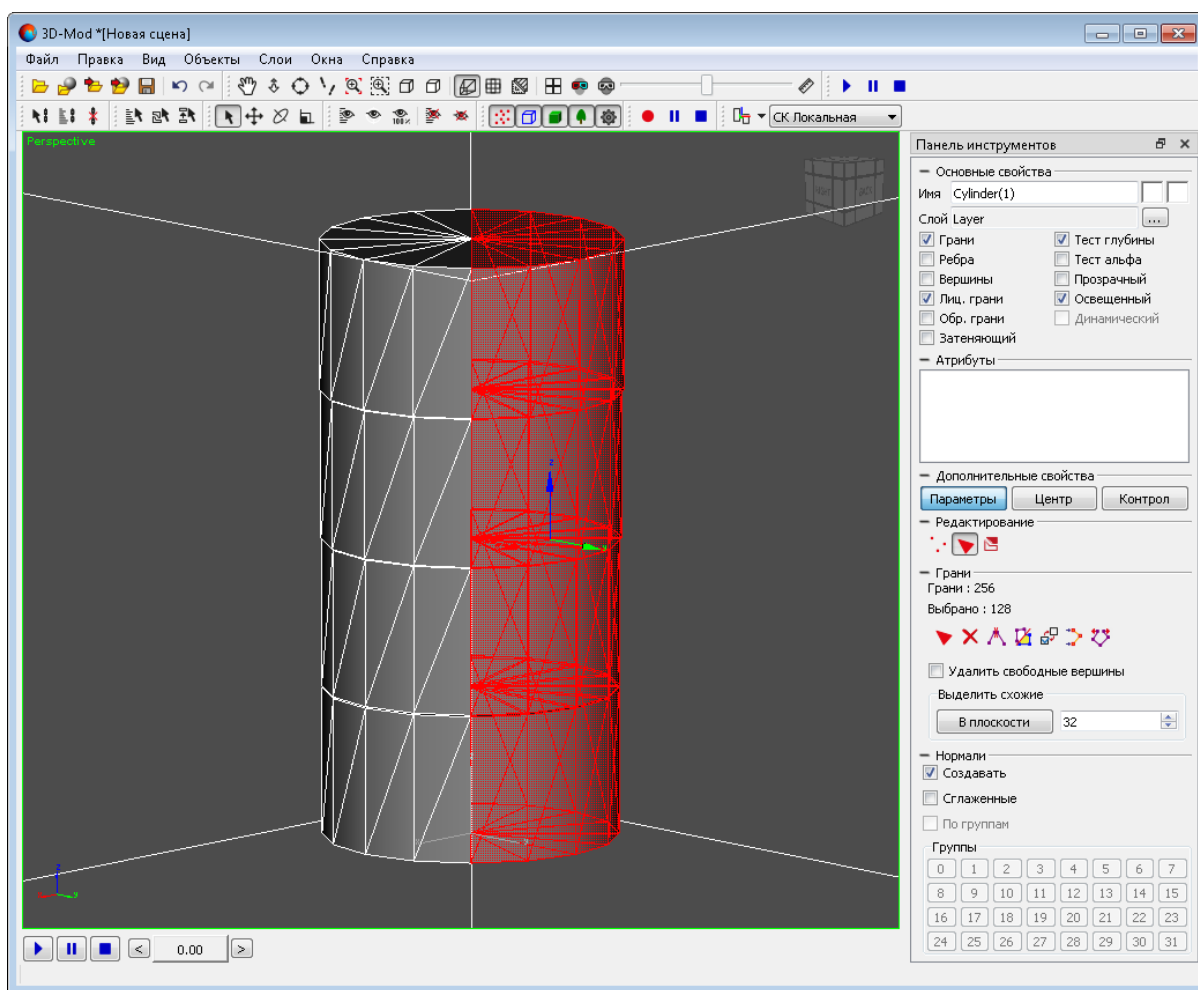 3D-Mod *[Новая сцена]
Файл Правка Вид Объекты Слои Окна Справка
100%
СК Локальная
Perspective
Панель инструментов
Основные свойства
Имя Cylinder(1)
Слой Layer ...
Грани Тест глубины
Ребра Тест альфа
Вершины Прозрачный
Лиц. грани Освещенный
Обр. грани Динамический
Затеняющий
Атрибуты
Дополнительные свойства
Параметры Центр Контрол
Редактирование
Грани
Грани : 256
Выбрано : 128
Удалить свободные вершины
Выделить схожие
В плоскости 32
Нормали
Создавать
Сглаженные
По группам
Группы
0 1 2 3 4 5 6 7
8 9 10 11 12 13 14 15
16 17 18 19 20 21 22 23
24 25 26 27 28 29 30 31
z
z
y
< 0.00 >